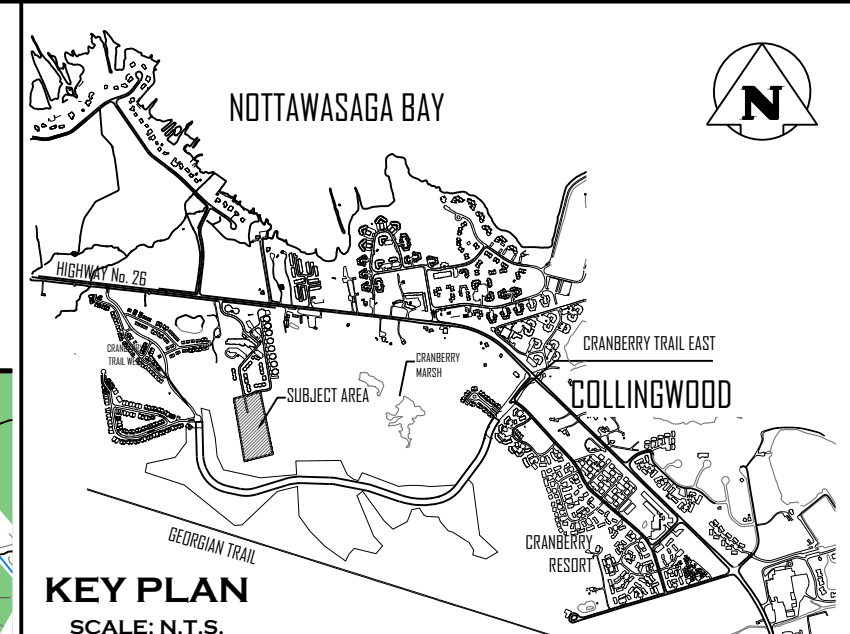 NOTTAWASAGA BAY
N
HIGHWAY No. 26
CRANBERRY TRAIL EAST
CRANBERRY
MARSH
TRAIL
SUBJECT AREA
COLLINGWOOD
GEORGIAN TRAIL
CRANBERRY
RESORT
KEY PLAN
SCALE: N.T.S.